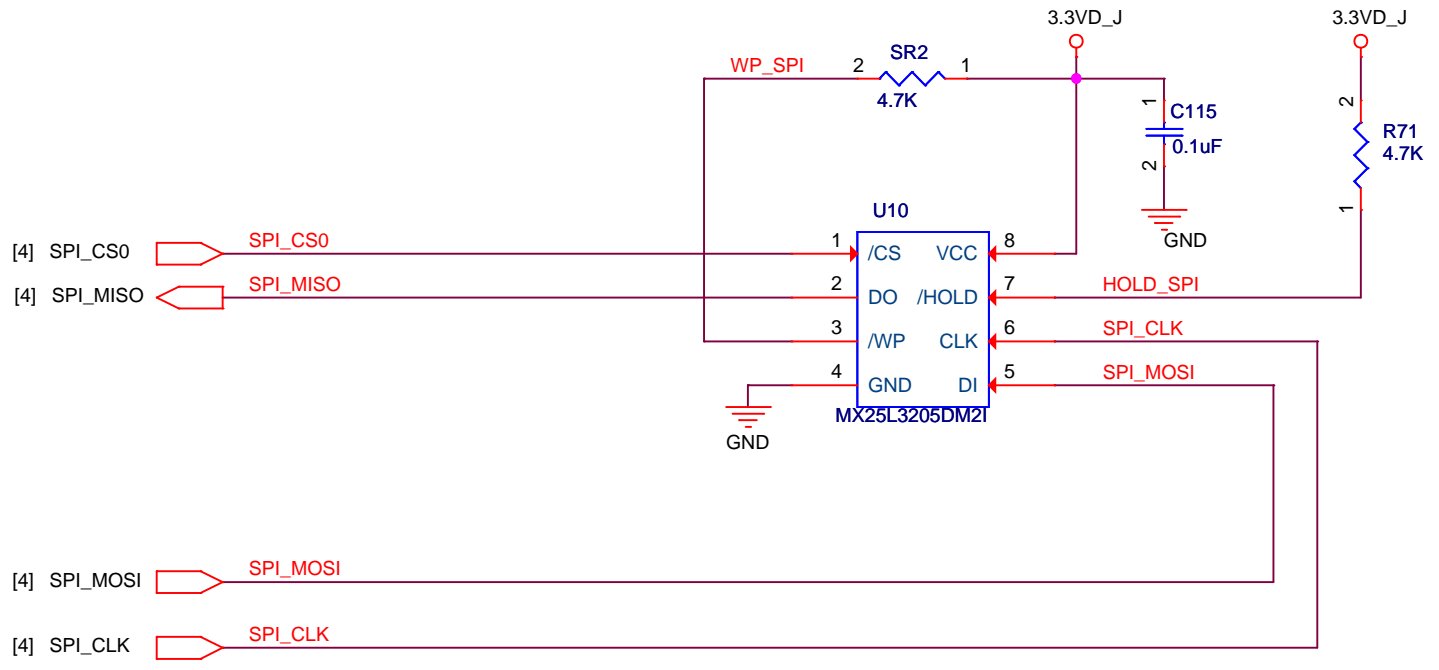 3.3VD_J 3.3VD_J
WP_SPI 2 SR2 1
4.7K
1 C115
0.1uF
2
2 R71
4.7K
1
U10
[4] SPI_CS0 SPI_CS0 1 /CS VCC 8
GND
[4] SPI_MISO SPI_MISO 2 DO /HOLD 7 HOLD_SPI
3 /WP CLK 6 SPI_CLK
4 GND DI 5 SPI_MOSI
MX25L3205DM2I
GND
[4] SPI_MOSI SPI_MOSI
[4] SPI_CLK SPI_CLK